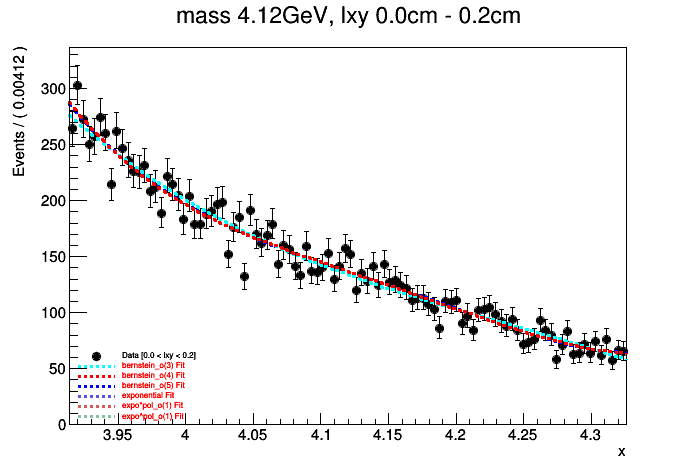 mass 4.12GeV, lxy 0.0cm - 0.2cm
Events / ( 0.00412 )
300
250
200
150
100
50
0
Data [0.0 < lxy < 0.2]
bernstein_o(3) Fit
bernstein_o(4) Fit
bernstein_o(5) Fit
exponential Fit
expo*pol_o(1) Fit
expo*pol_o(1) Fit
3.95 4 4.05 4.1 4.15 4.2 4.25 4.3
x